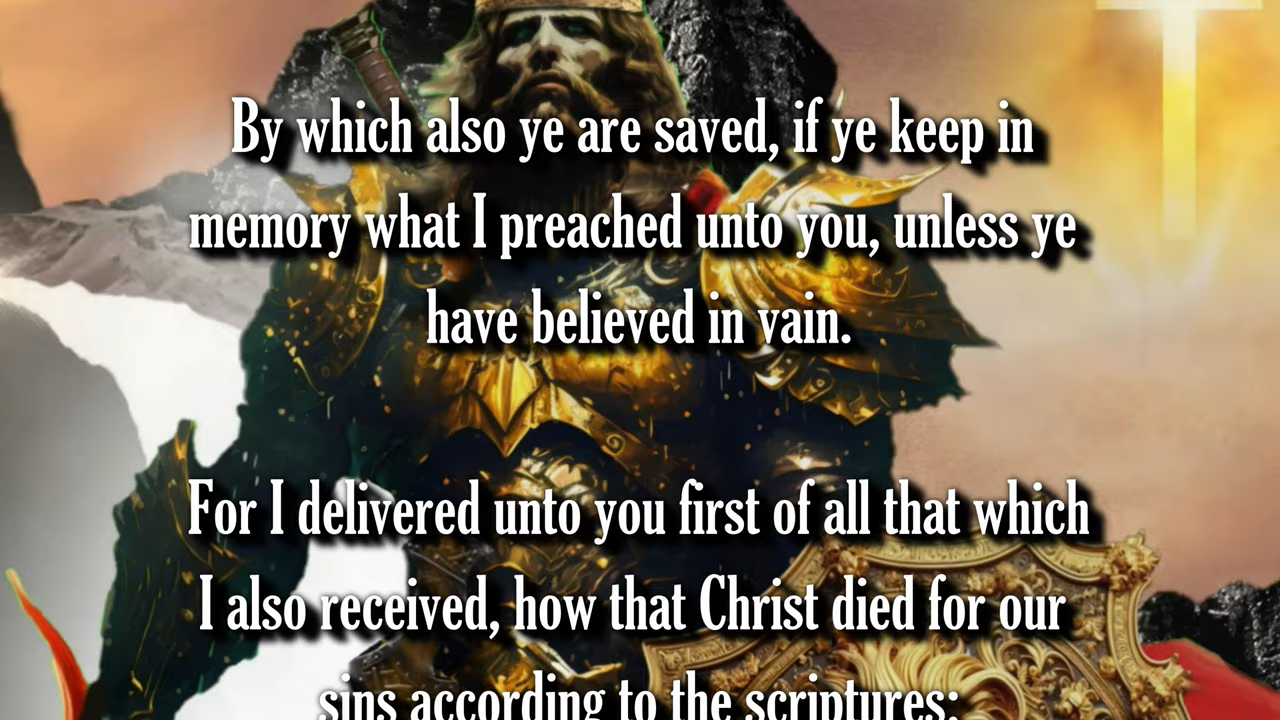 By which also ye are saved, if ye keep in
memory what I preached unto you, unless ye
have believed in vain.
For I delivered unto you first of all that which
I also received, how that Christ died for our
sins according to the scriptures;